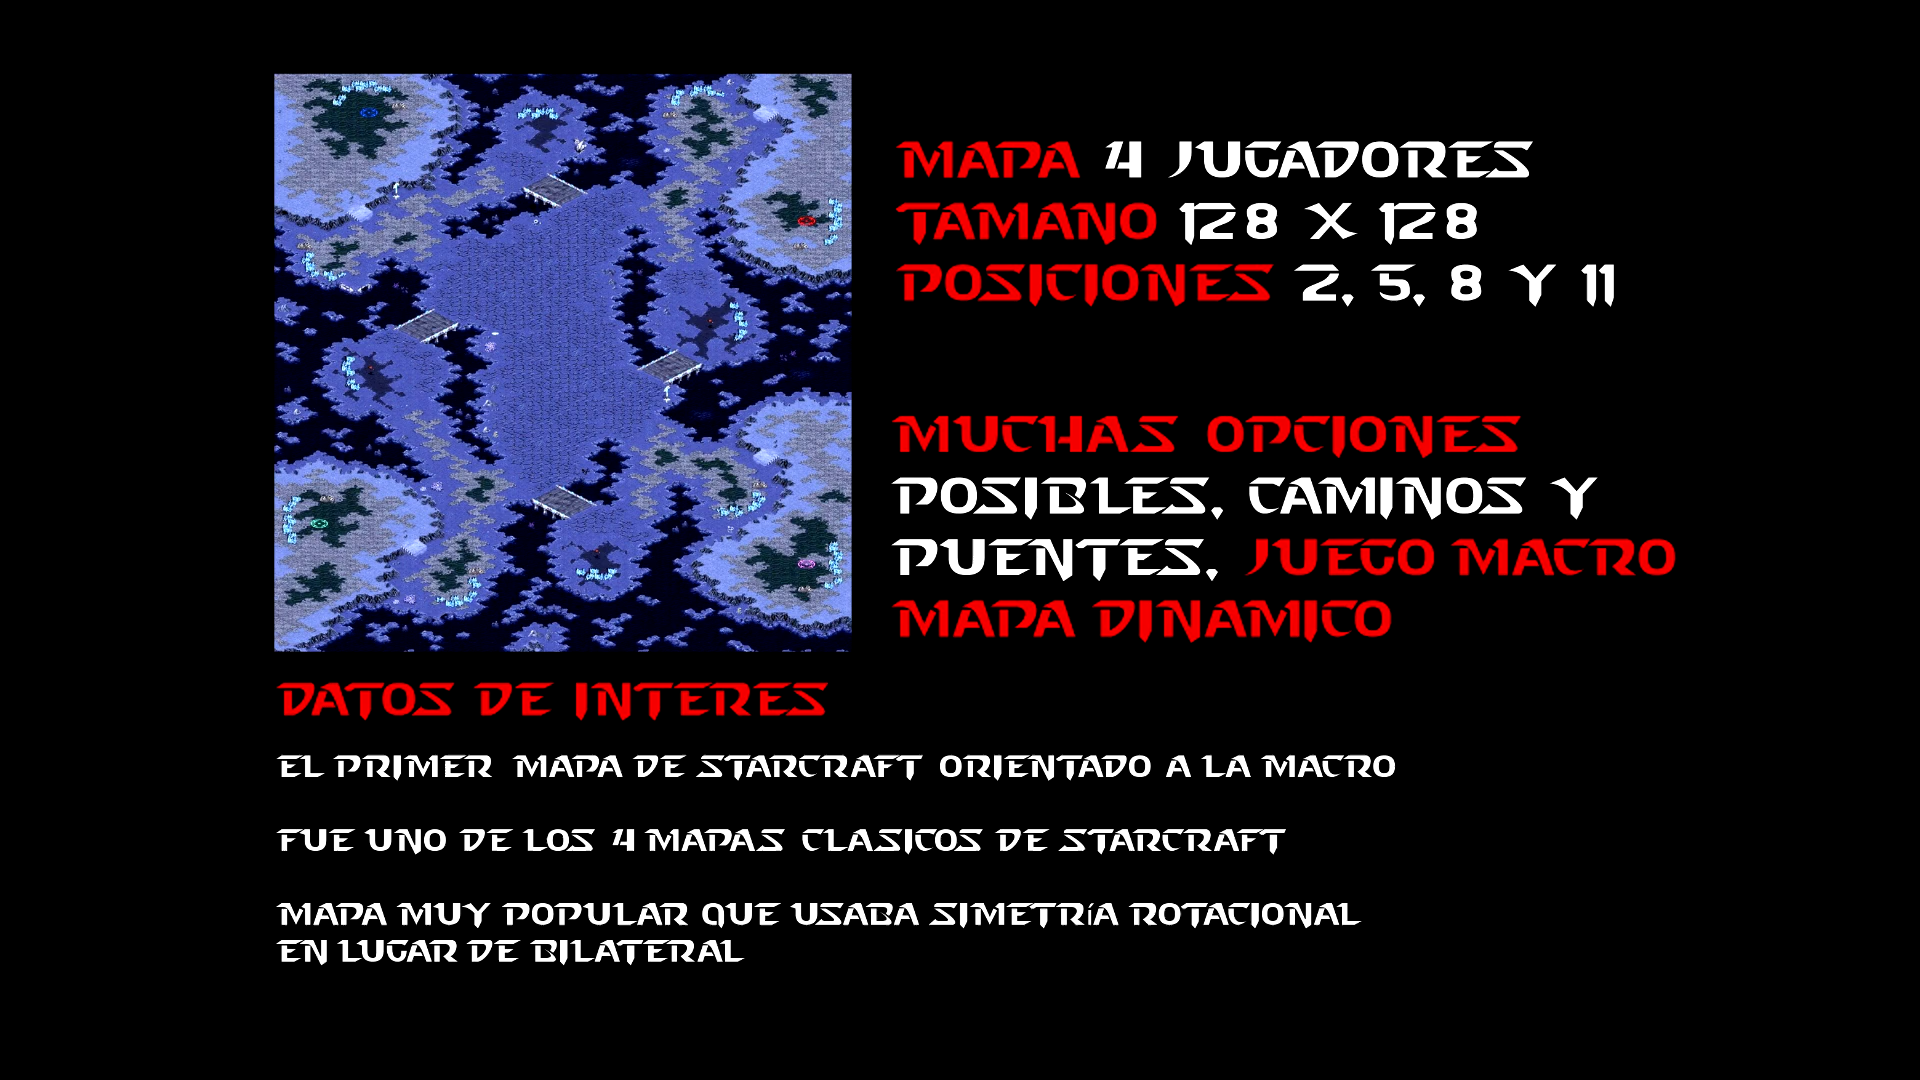 MAPA 4 JUGADORES
TAMANO 128 X 128
POSICIONES 2, 5, 8 Y 11
MUCHAS OPCIONES
POSIBLES, CAMINOS Y
PUENTES, JUEGO MACRO
MAPA DINAMICO
DATOS DE INTERES
EL PRIMER MAPA DE STARCRAFT ORIENTADO A LA MACRO
FUE UNO DE LOS 4 MAPAS CLASICOS DE STARCRAFT
MAPA MUY POPULAR QUE USABA SIMETRÍA ROTACIONAL
EN LUGAR DE BILATERAL